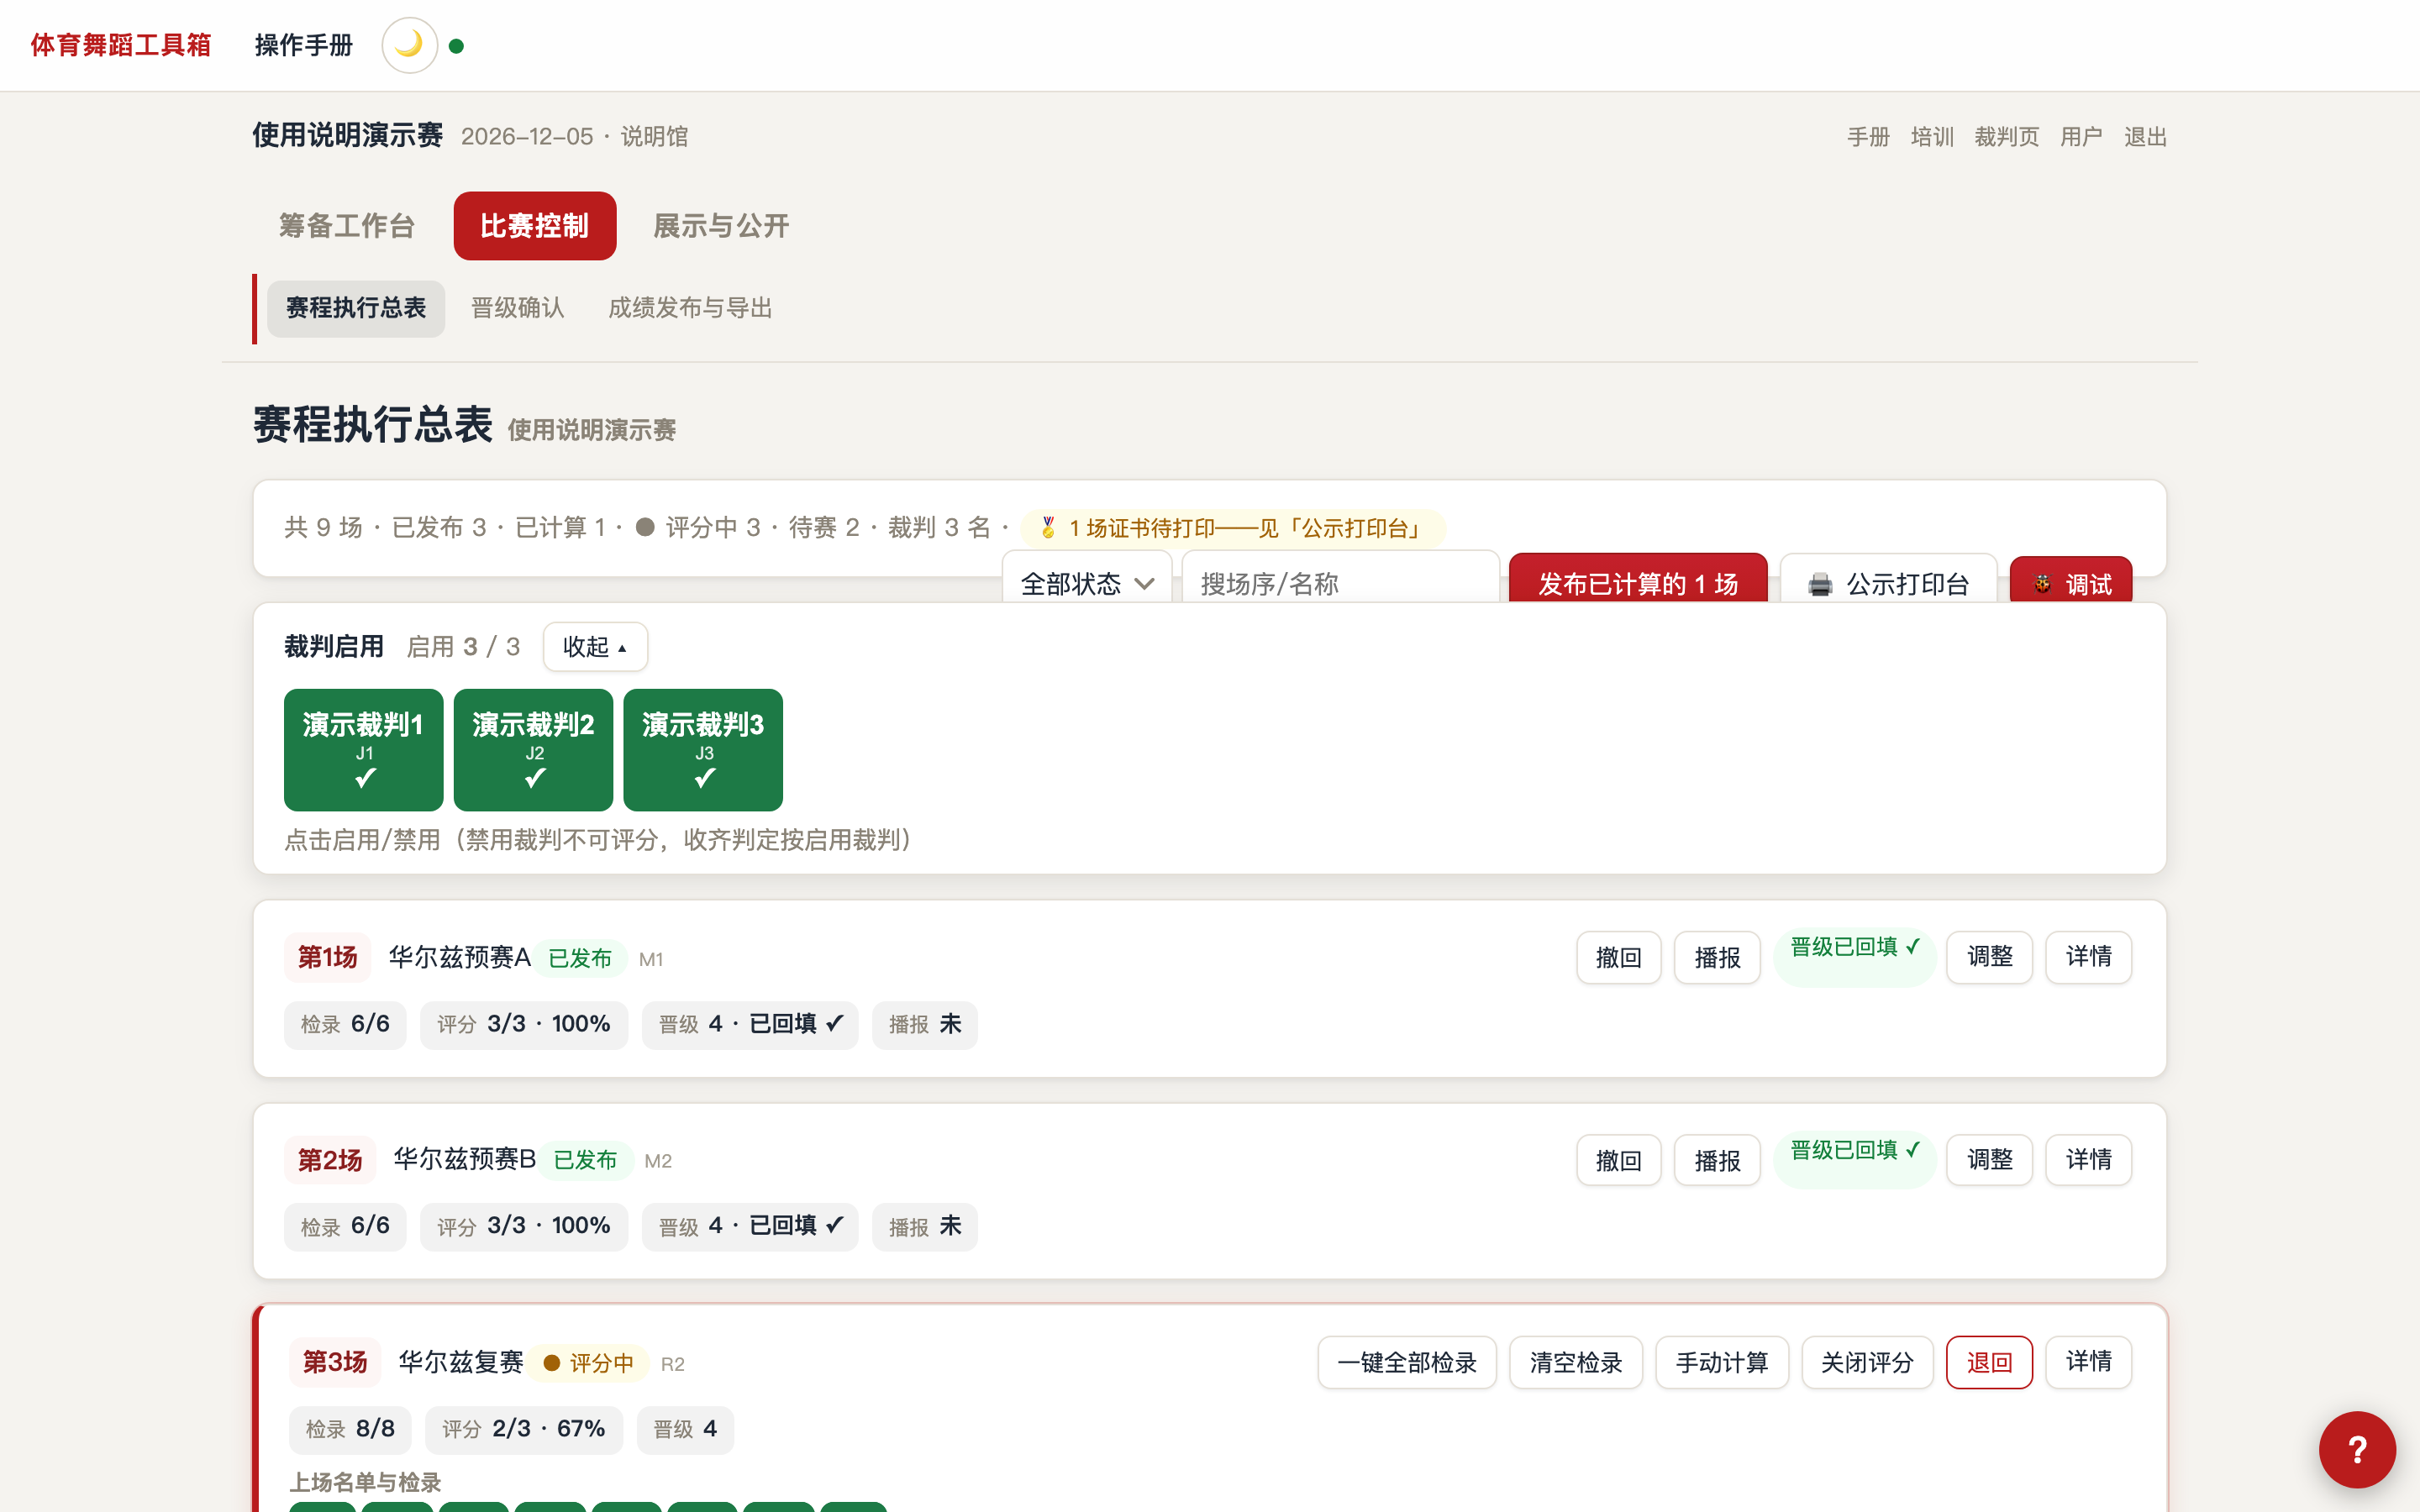 体育舞蹈工具箱 操作手册
使用说明演示赛 2026-12-05 · 说明馆 手册 培训 裁判页 用户 退出
筹备工作台 比赛控制 展示与公开
赛程执行总表 晋级确认 成绩发布与导出
赛程执行总表 使用说明演示赛
共 9 场 · 已发布 3 · 已计算 1 · ● 评分中 3 · 待赛 2 · 裁判 3 名 · 🏅 1 场证书待打印——见「公示打印台」
全部状态 搜场序/名称 发布已计算的 1 场 🖨️ 公示打印台 🐞 调试
裁判启用 启用 3 / 3 收起 ▴
演示裁判1 演示裁判2 演示裁判3
J1 J2 J3
✓ ✓ ✓
点击启用/禁用（禁用裁判不可评分，收齐判定按启用裁判）
第1场 华尔兹预赛A 已发布 M1 撤回 播报 晋级已回填 ✓ 调整 详情
检录 6/6 评分 3/3 · 100% 晋级 4 · 已回填 ✓ 播报 未
第2场 华尔兹预赛B 已发布 M2 撤回 播报 晋级已回填 ✓ 调整 详情
检录 6/6 评分 3/3 · 100% 晋级 4 · 已回填 ✓ 播报 未
第3场 华尔兹复赛 ● 评分中 R2 一键全部检录 清空检录 手动计算 关闭评分 退回 详情
检录 8/8 评分 2/3 · 67% 晋级 4
上场名单与检录
?